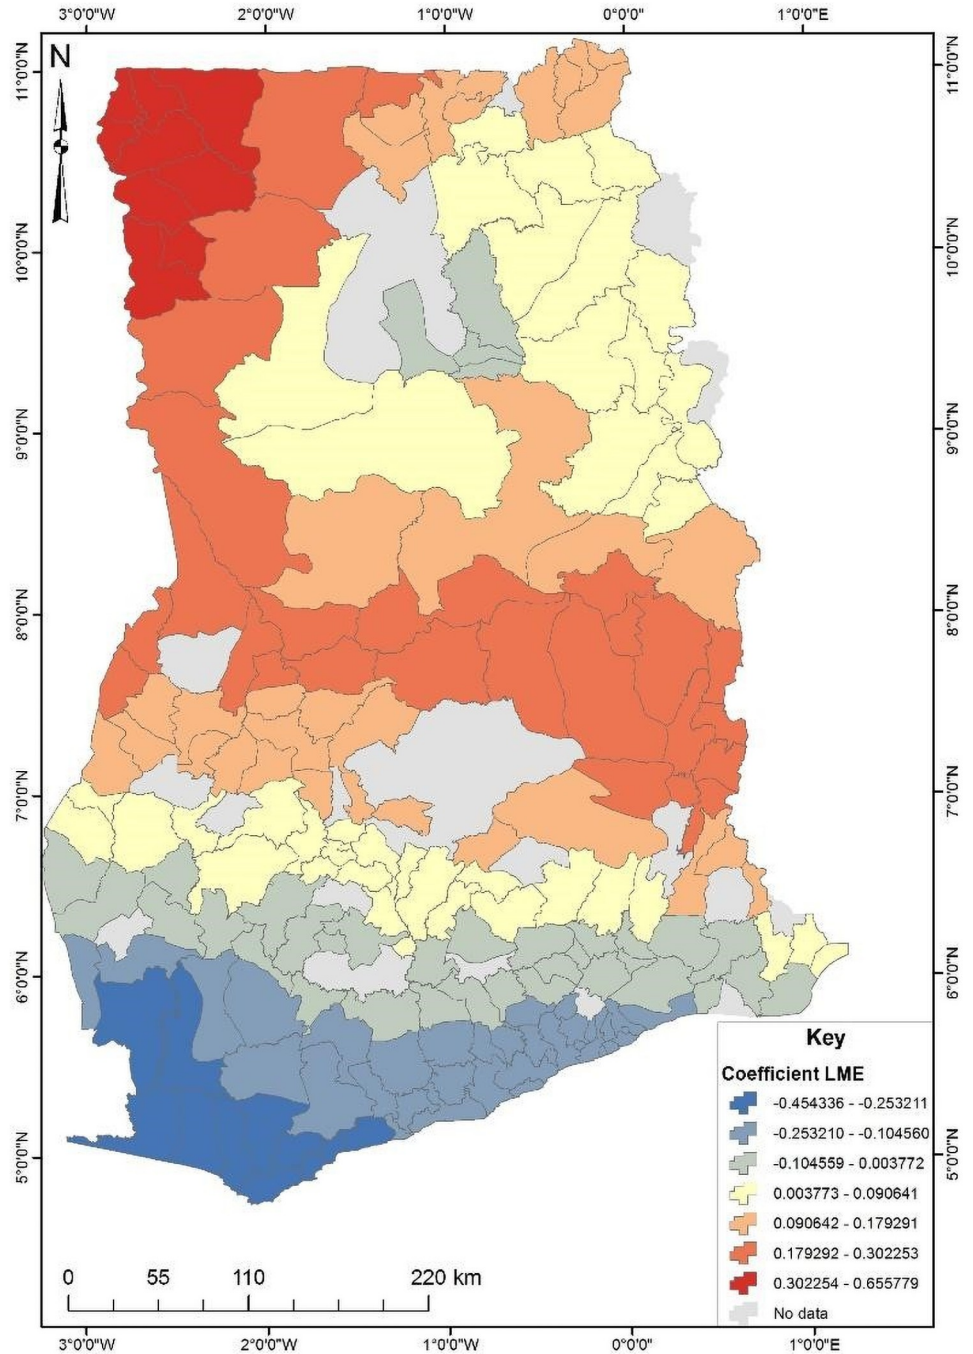 3°0'0"W 2°0'0"W 1°0'0"W 0°0'0" 1°0'0"E
N
11°0'0"N 11°0'0"N
10°0'0"N 10°0'0"N
9°0'0"N 9°0'0"N
8°0'0"N 8°0'0"N
7°0'0"N 7°0'0"N
6°0'0"N 6°0'0"N
5°0'0"N 5°0'0"N
Key
Coefficient LME
-0.454336 - -0.253211
-0.253210 - -0.104560
-0.104559 - 0.003772
0.003773 - 0.090641
0.090642 - 0.179291
0.179292 - 0.302253
0.302254 - 0.655779
No data
0 55 110 220 km
3°0'0"W 2°0'0"W 1°0'0"W 0°0'0" 1°0'0"E